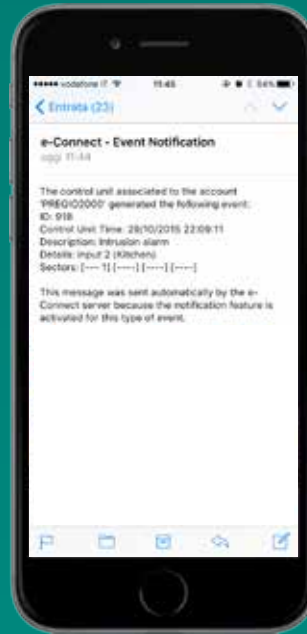 vodafone IT 11:45 54%
Entrata (23)
e-Connect - Event Notification
oggi 11:44
The control unit associated to the account
'PREGIO2000' generated the following event:
ID: 918
Control Unit Time: 28/10/2015 22:09:11
Description: Intrusion alarm
Details: input 2 (Kitchen)
Sectors: [--- 1] [----] [----] [----]
This message was sent automatically by the e-
Connect server because the notification feature is
activated for this type of event.